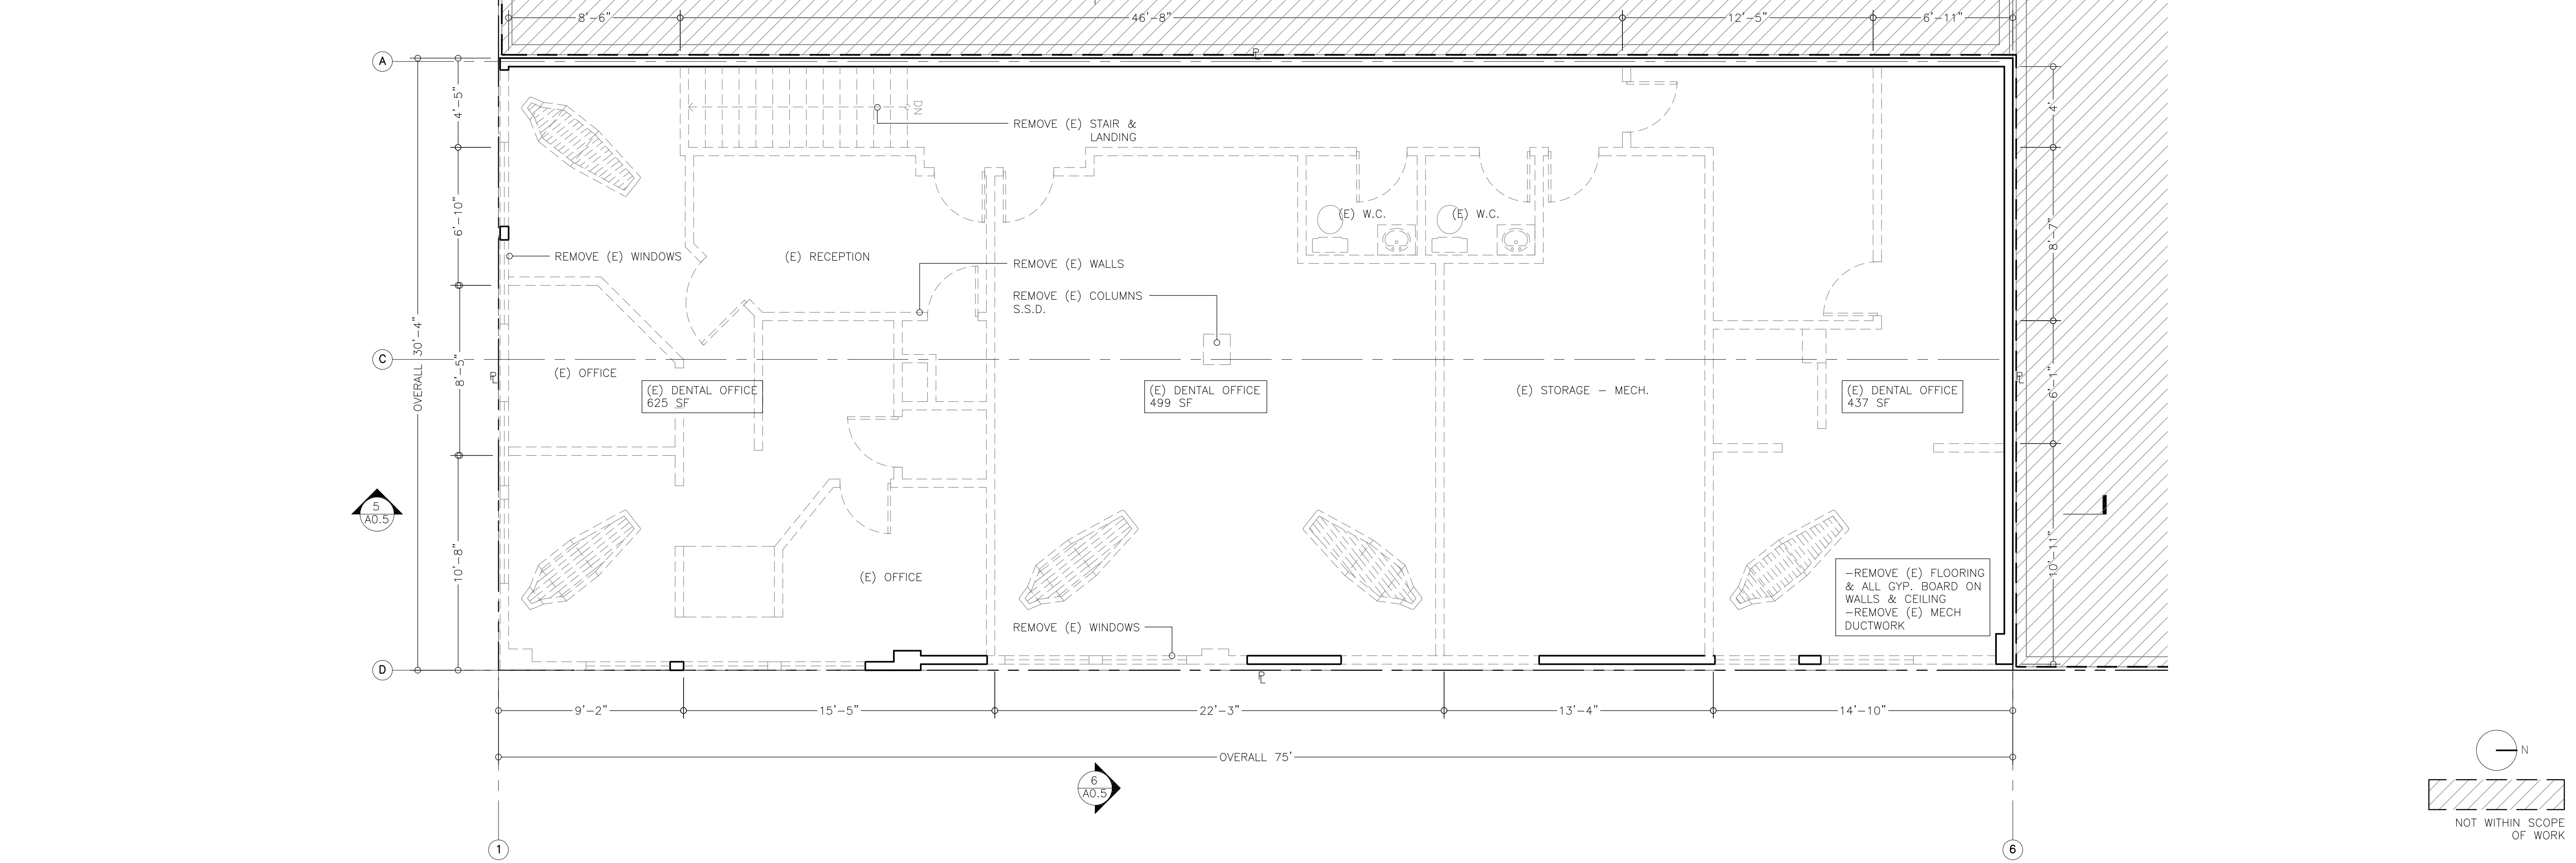 8'-6"
46'-8"
12'-5"
6'-11"
PL
A
4'-5"
4'
DN
REMOVE (E) STAIR &
LANDING
6'-10"
(E) W.C.
(E) W.C.
8'-7"
REMOVE (E) WINDOWS
(E) RECEPTION
REMOVE (E) WALLS
REMOVE (E) COLUMNS
S.S.D.
OVERALL 30'-4"
C
8'-5"
(E) OFFICE
PL
PL
6'-1"
(E) DENTAL OFFICE
625 SF
(E) DENTAL OFFICE
499 SF
(E) STORAGE - MECH.
(E) DENTAL OFFICE
437 SF
5
A0.5
10'-8"
10'-11"
(E) OFFICE
-REMOVE (E) FLOORING
& ALL GYP. BOARD ON
WALLS & CEILING
-REMOVE (E) MECH
DUCTWORK
REMOVE (E) WINDOWS
D
PL
9'-2"
15'-5"
22'-3"
13'-4"
14'-10"
OVERALL 75'
6
A0.5
N
NOT WITHIN SCOPE
OF WORK
1
6